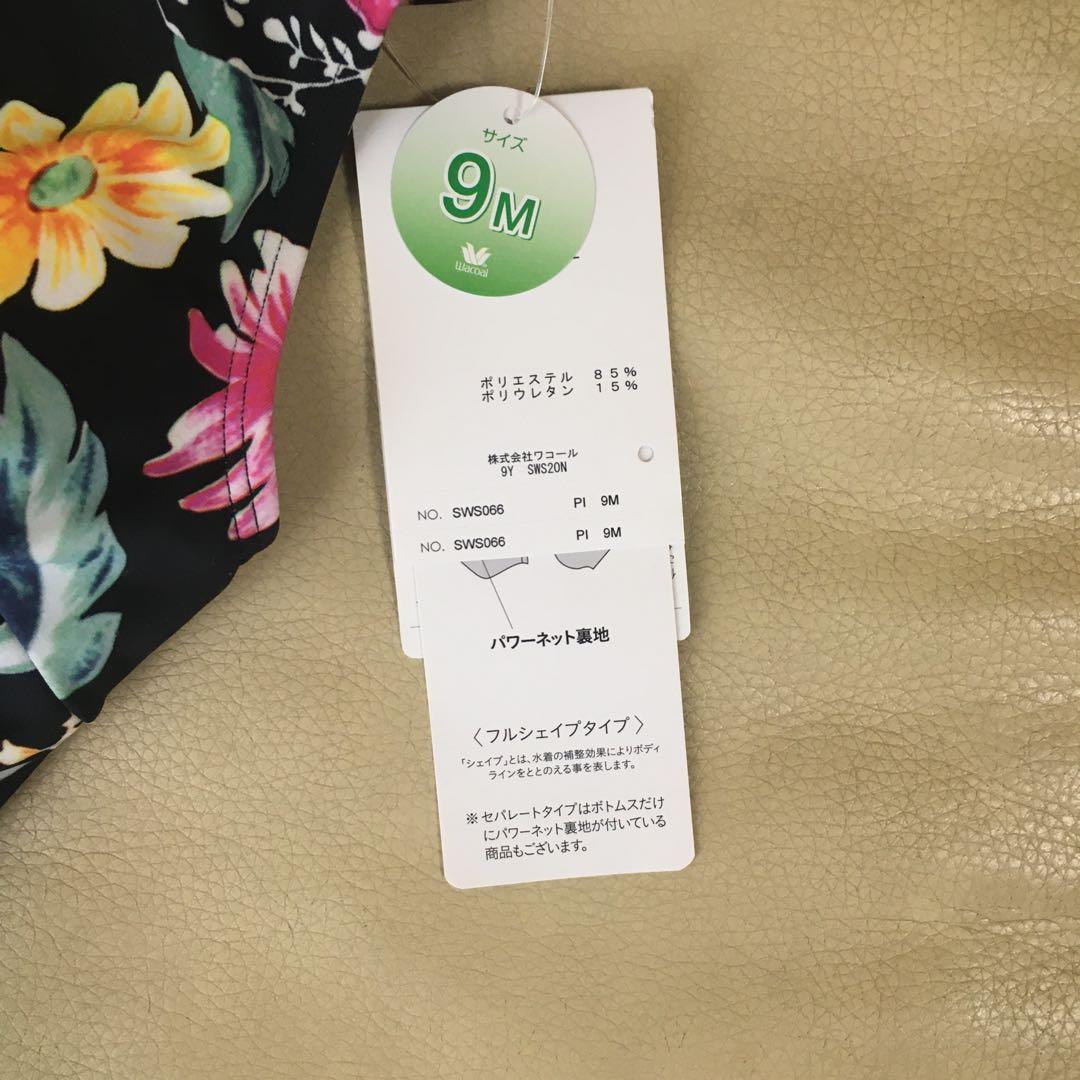 サイズ
9M
Wacoal
ポリエステル 85%
ポリウレタン 15%
株式会社ワコール
9Y SWS20N
NO. SWS066 PI 9M
NO. SWS066 PI 9M
パワーネット裏地
〈フルシェイプタイプ〉
「シェイプ」とは、水着の補整効果によりボディ
ラインをととのえる事を表します。
※セパレートタイプはボトムスだけ
にパワーネット裏地が付いている
商品もございます。